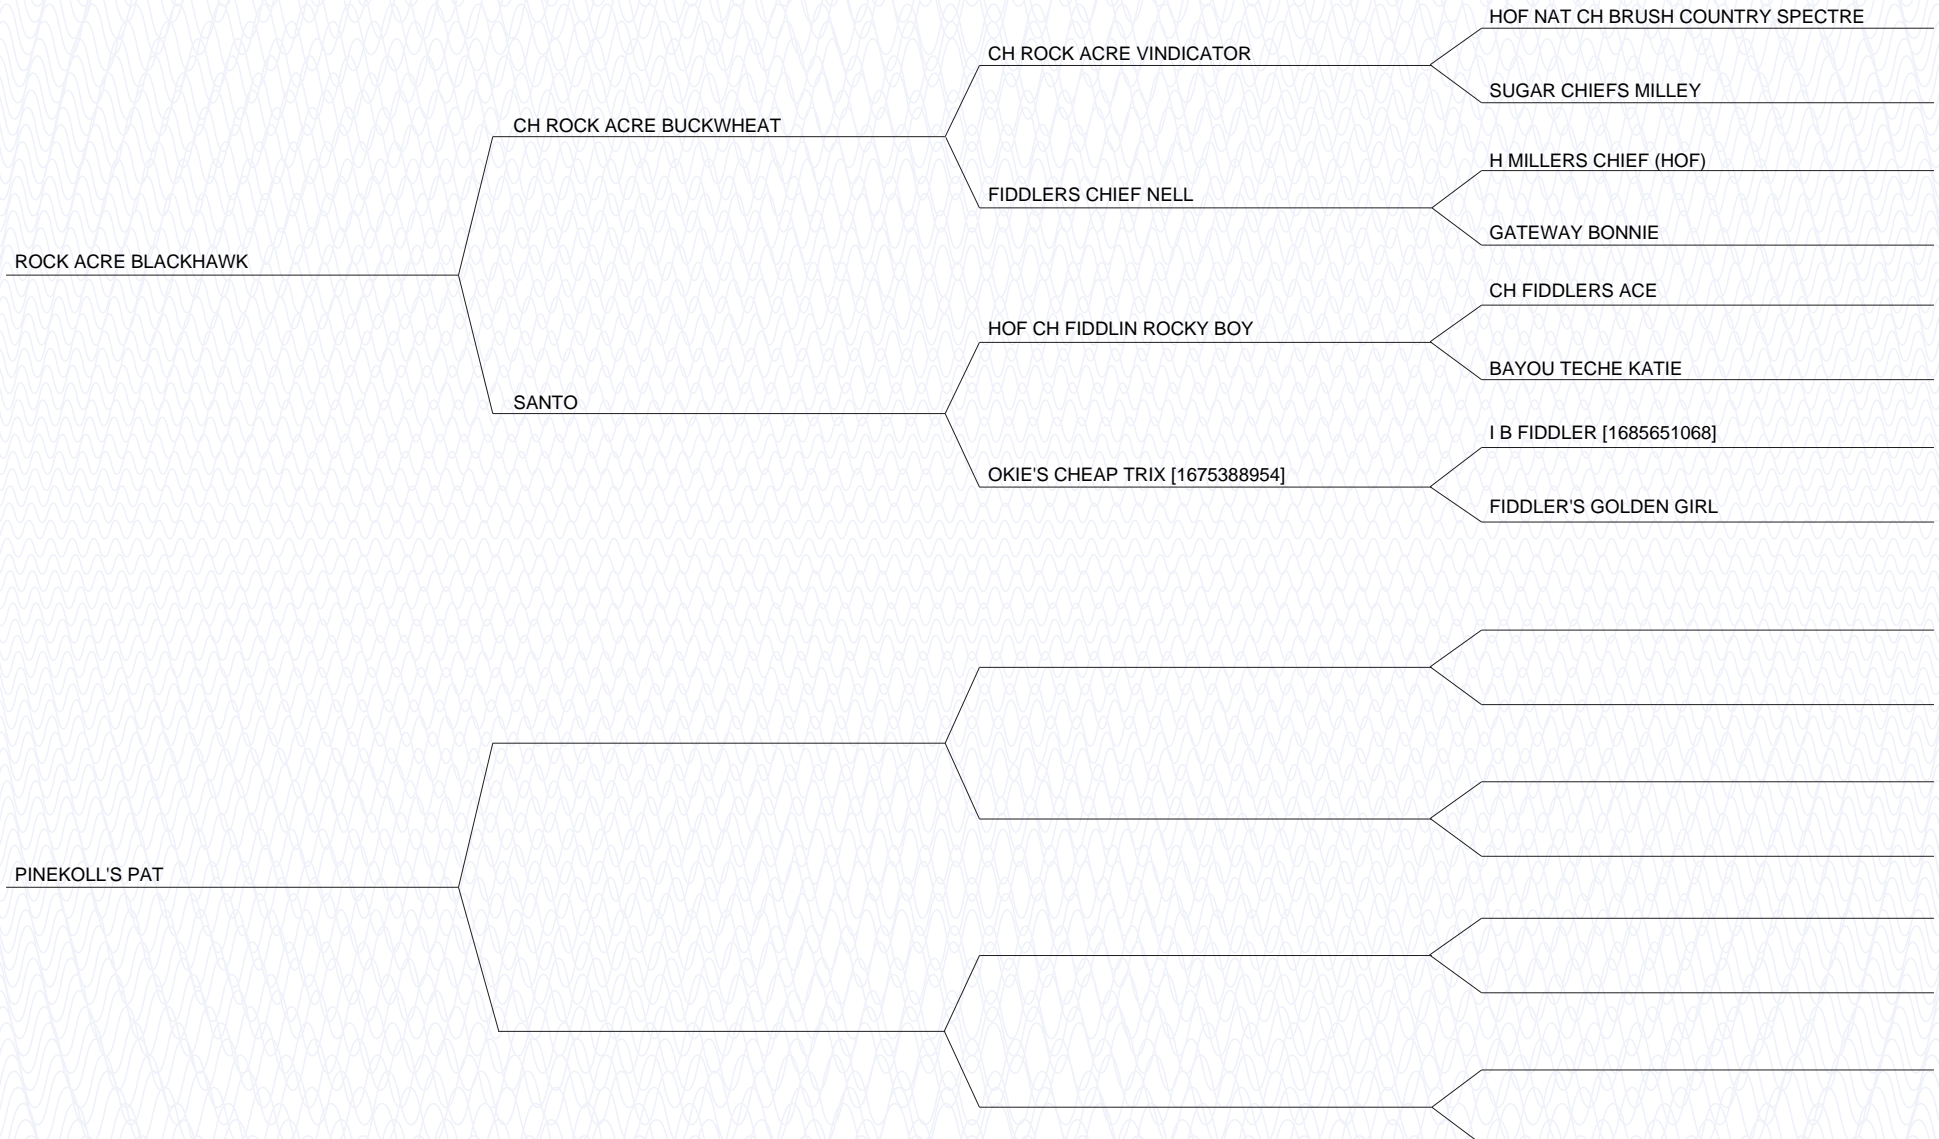 HOF NAT CH BRUSH COUNTRY SPECTRE
CH ROCK ACRE VINDICATOR
SUGAR CHIEFS MILLEY
CH ROCK ACRE BUCKWHEAT
H MILLERS CHIEF (HOF)
FIDDLERS CHIEF NELL
GATEWAY BONNIE
ROCK ACRE BLACKHAWK
CH FIDDLERS ACE
HOF CH FIDDLIN ROCKY BOY
BAYOU TECHE KATIE
SANTO
I B FIDDLER [1685651068]
OKIE'S CHEAP TRIX [1675388954]
FIDDLER'S GOLDEN GIRL
PINEKOLL'S PAT